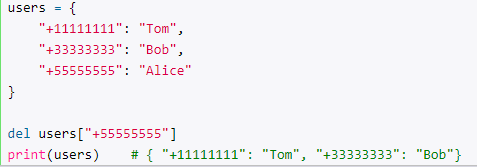 users = {
    "+11111111": "Tom",
    "+33333333": "Bob",
    "+55555555": "Alice"
}

del users["+55555555"]
print(users)    # { "+11111111": "Tom", "+33333333": "Bob"}